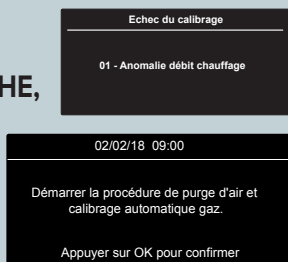 Echec du calibrage
01 - Anomalie débit chauffage
HE,
02/02/18 09:00
Démarrer la procédure de purge d'air et
calibrage automatique gaz.
Appuyer sur OK pour confirmer